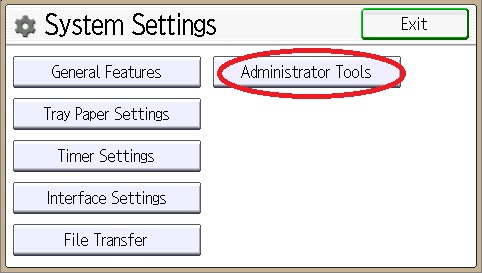 System Settings
Exit
General Features
Administrator Tools
Tray Paper Settings
Timer Settings
Interface Settings
File Transfer